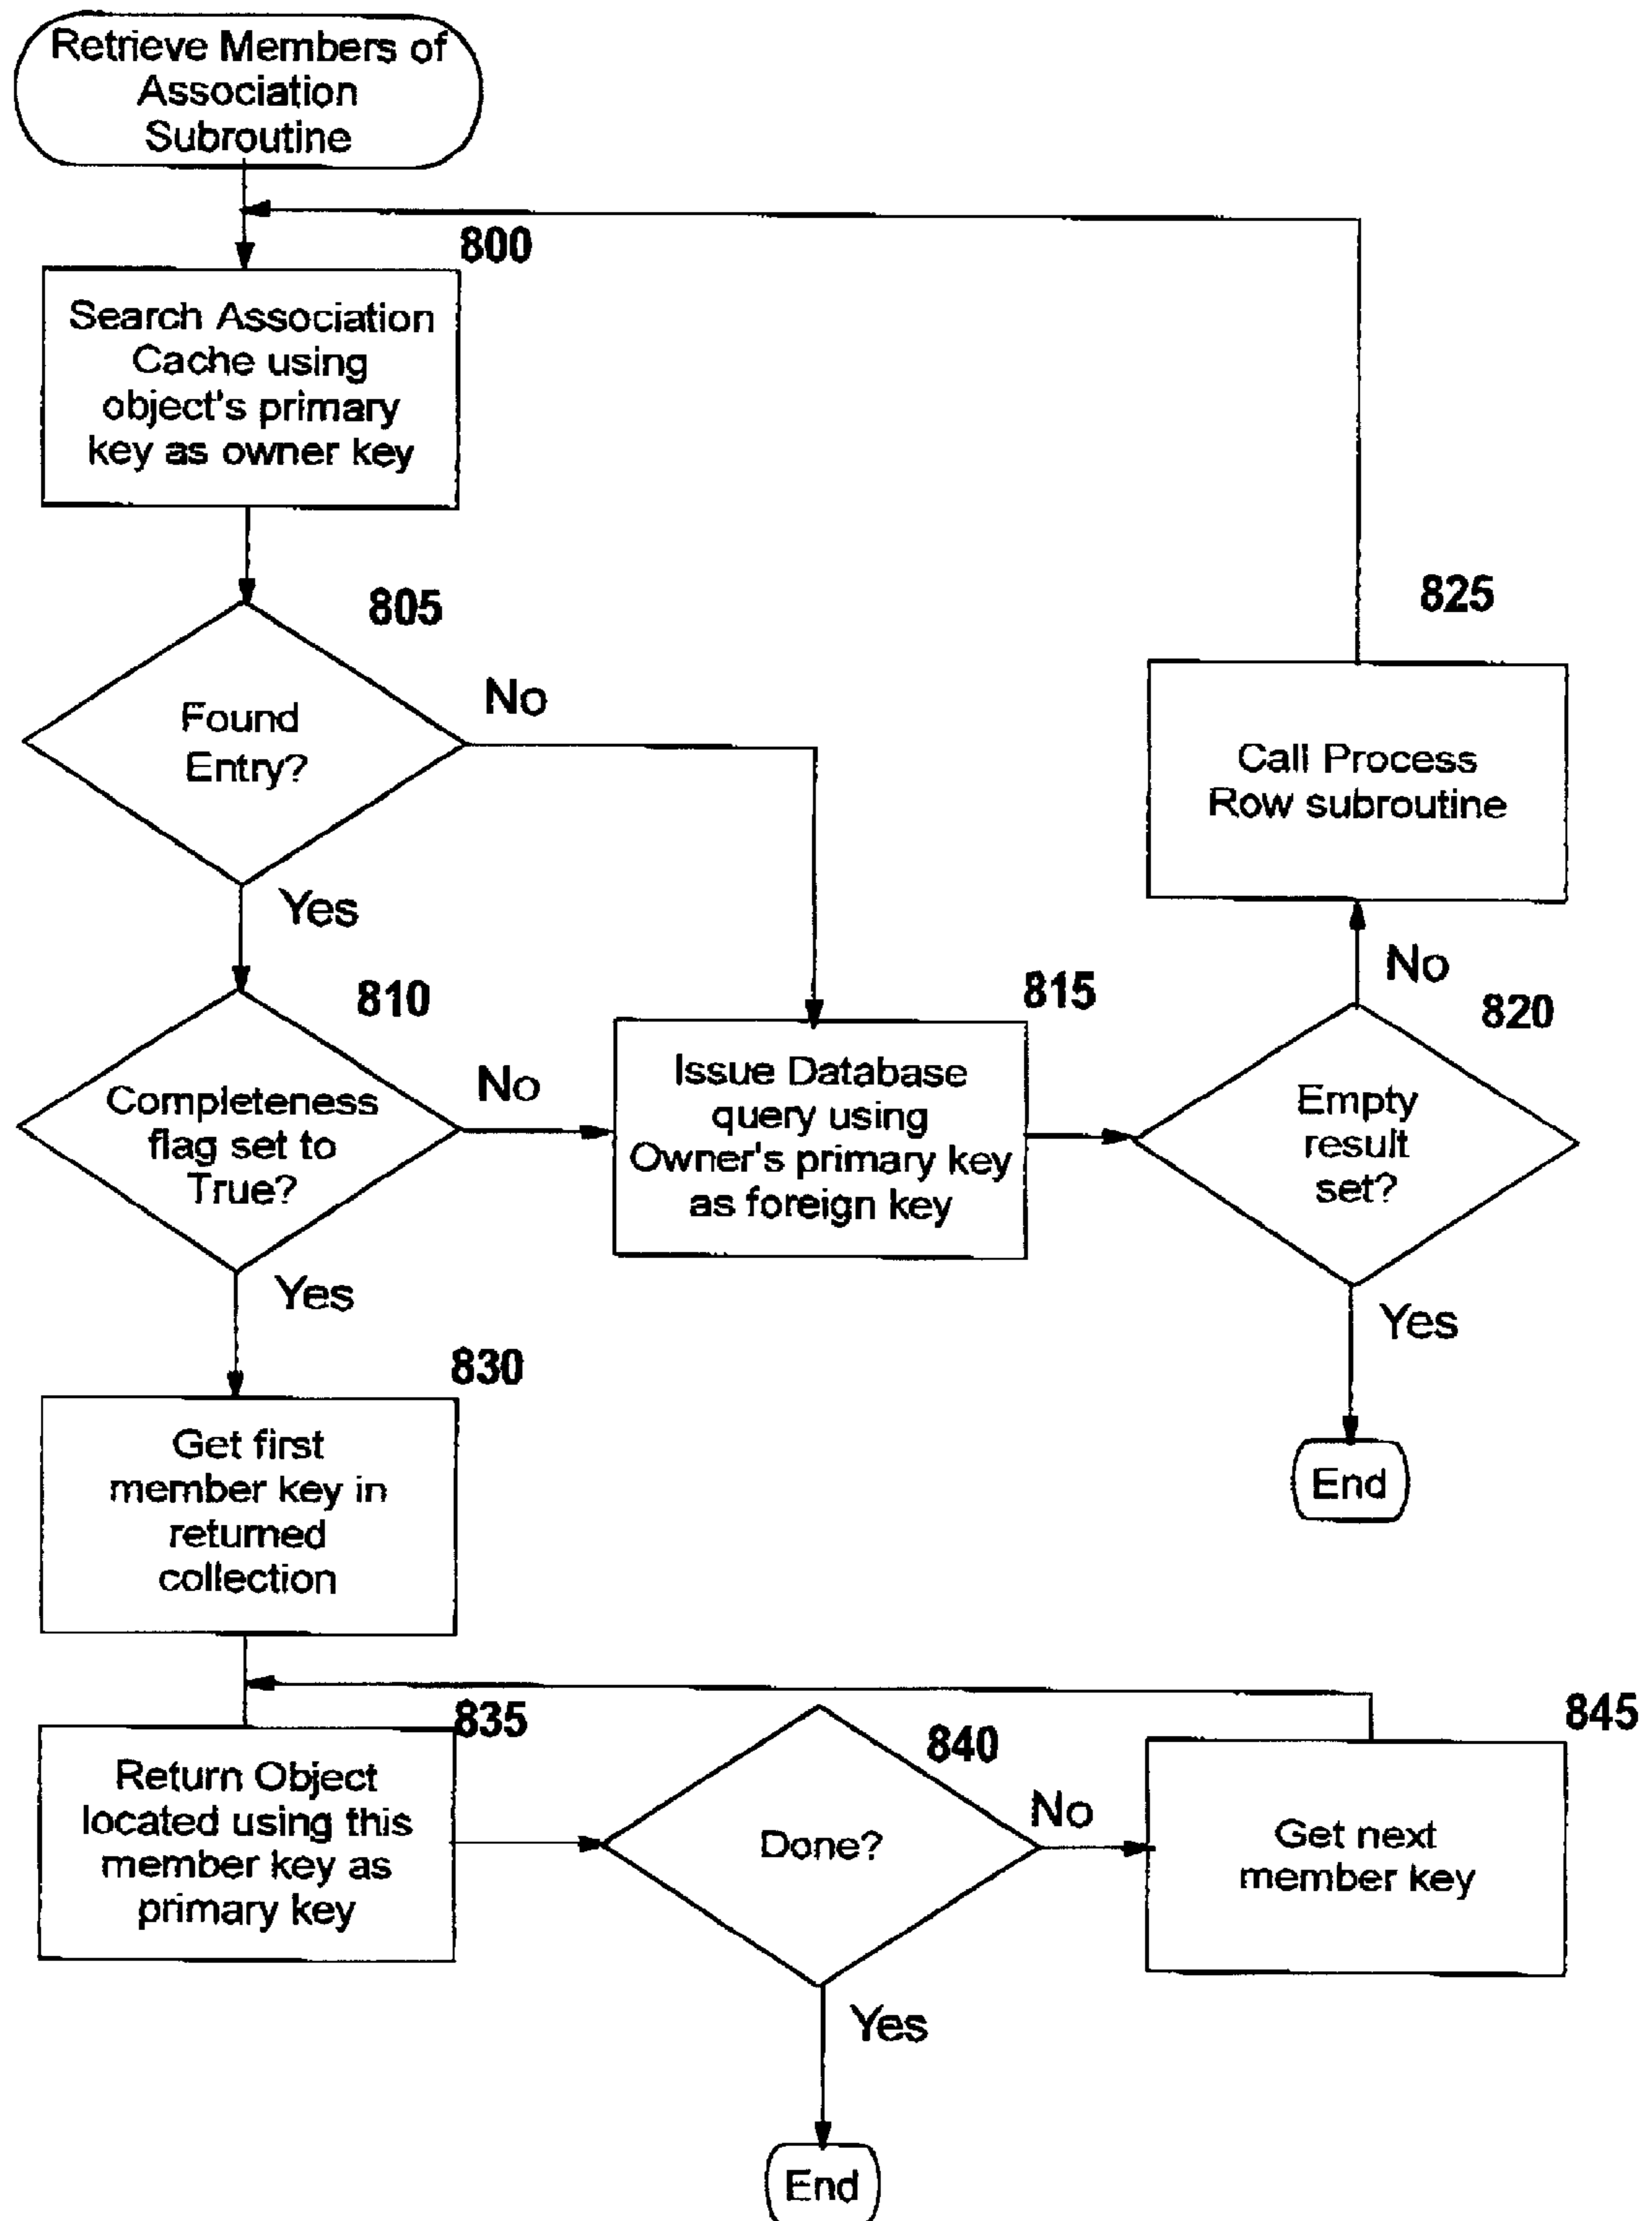 Retrieve Members of
Association
Subroutine
800
Search Association
Cache using
object's primary
key as owner key
805
Found
Entry?
No
Yes
825
Call Process
Row subroutine
No
810
Completeness
flag set to
True?
No
Yes
815
Issue Database
query using
Owner's primary key
as foreign key
820
Empty
result
set?
Yes
End
830
Get first
member key in
returned
collection
835
Return Object
located using this
member key as
primary key
840
Done?
No
845
Get next
member key
Yes
End